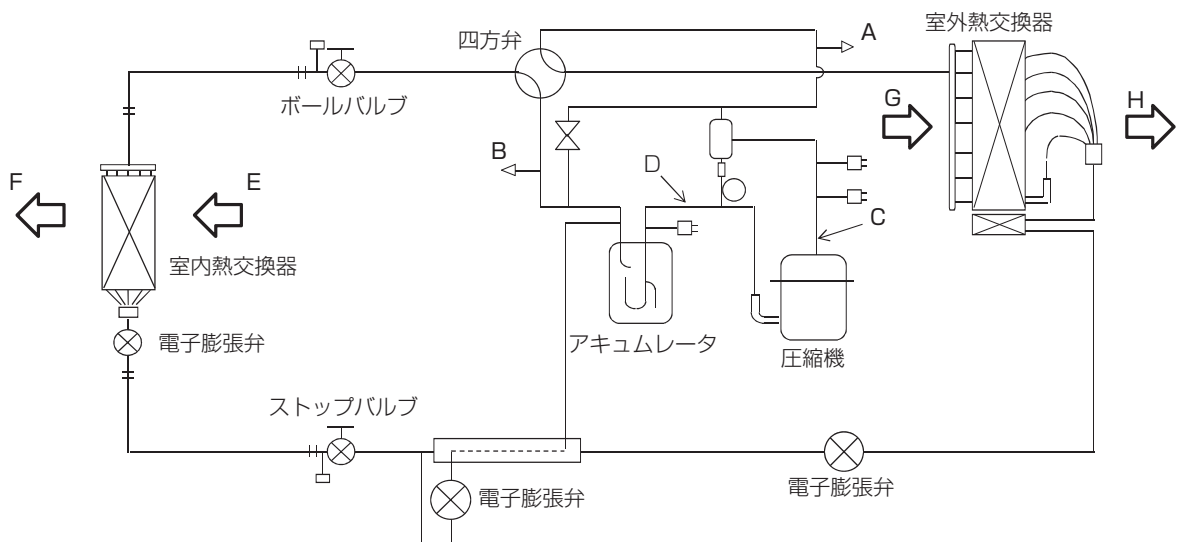 室外熱交換器
A
四方弁
ボールバルブ
G
H
B
D
F
E
C
室内熱交換器
アキュムレータ
圧縮機
電子膨張弁
ストップバルブ
電子膨張弁
電子膨張弁